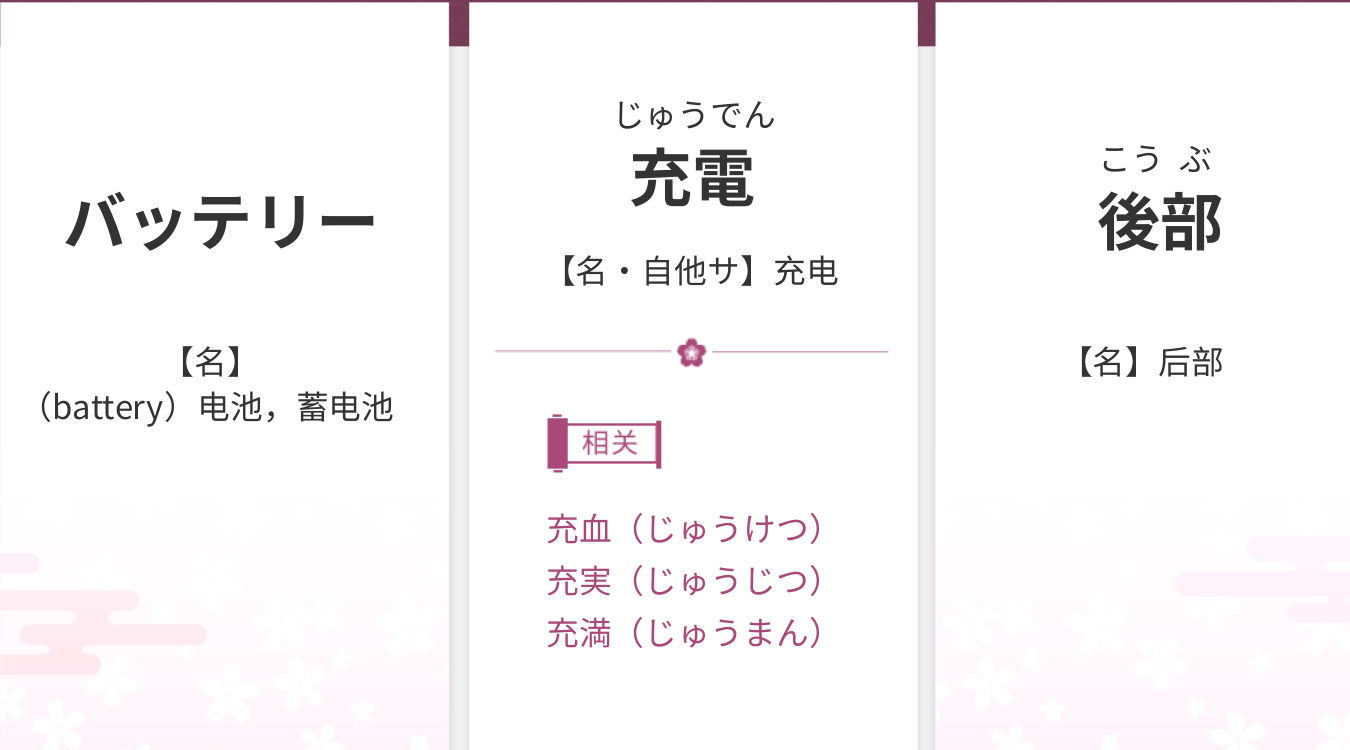 バッテリー
【名】
（battery）电池，蓄电池
じゅうでん
充電
【名・自他サ】充电
相关
充血（じゅうけつ）
充実（じゅうじつ）
充満（じゅうまん）
こう ぶ
後部
【名】后部